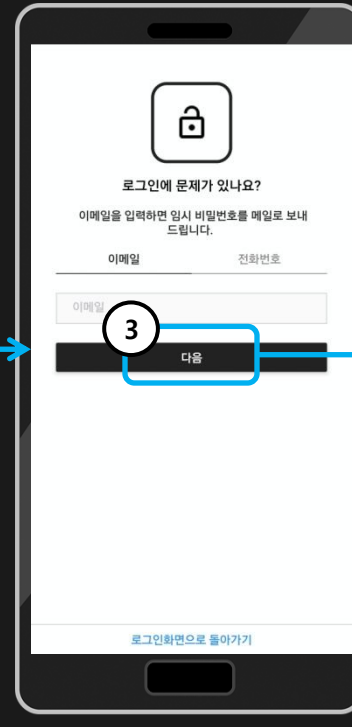 로그인에 문제가 있나요?
이메일을 입력하면 임시 비밀번호를 메일로 보내
드립니다.
이메일 전화번호
이메일
3
다음
로그인화면으로 돌아가기